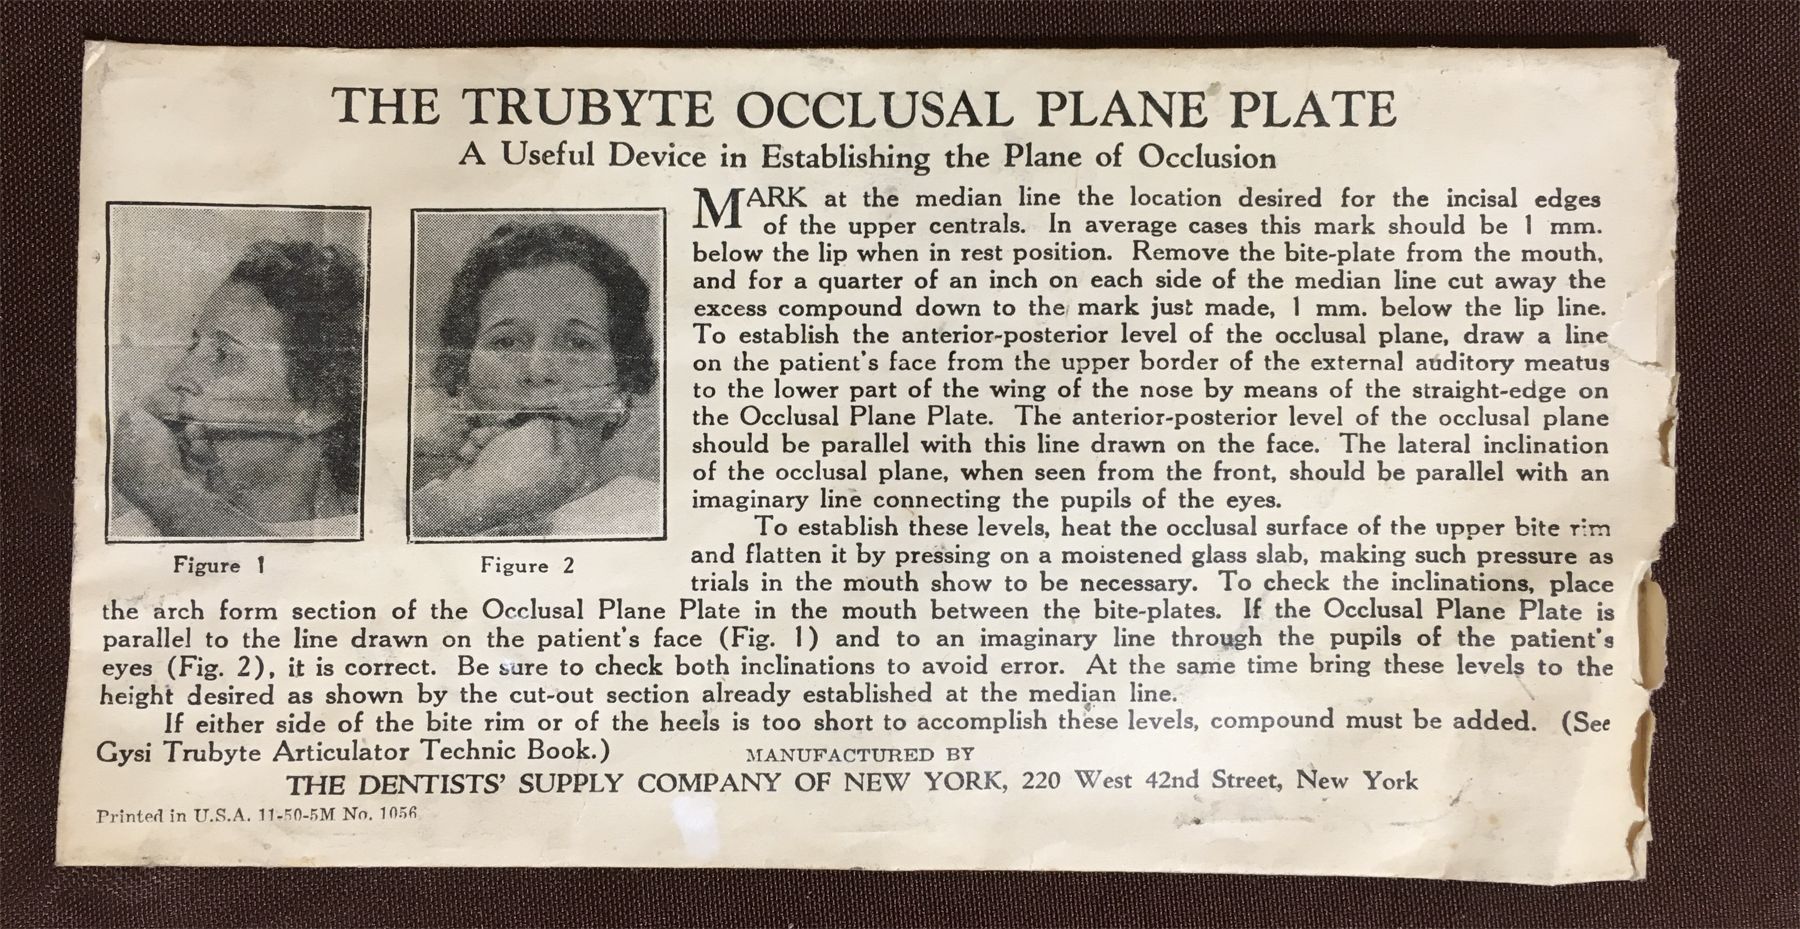 THE TRUBYTE OCCLUSAL PLANE PLATE
A Useful Device in Establishing the Plane of Occlusion
MARK at the median line the location desired for the incisal edges
of the upper centrals. In average cases this mark should be 1 mm.
below the lip when in rest position. Remove the bite-plate from the mouth,
and for a quarter of an inch on each side of the median line cut away the
excess compound down to the mark just made, 1 mm. below the lip line.
To establish the anterior-posterior level of the occlusal plane, draw a line
on the patient's face from the upper border of the external auditory meatus
to the lower part of the wing of the nose by means of the straight-edge on
the Occlusal Plane Plate. The anterior-posterior level of the occlusal plane
should be parallel with this line drawn on the face. The lateral inclination
of the occlusal plane, when seen from the front, should be parallel with an
imaginary line connecting the pupils of the eyes.
To establish these levels, heat the occlusal surface of the upper bite rim
and flatten it by pressing on a moistened glass slab, making such pressure as
trials in the mouth show to be necessary. To check the inclinations, place
Figure 1
Figure 2
the arch form section of the Occlusal Plane Plate in the mouth between the bite-plates. If the Occlusal Plane Plate is
parallel to the line drawn on the patient's face (Fig. 1) and to an imaginary line through the pupils of the patient's
eyes (Fig. 2), it is correct. Be sure to check both inclinations to avoid error. At the same time bring these levels to the
height desired as shown by the cut-out section already established at the median line.
If either side of the bite rim or of the heels is too short to accomplish these levels, compound must be added. (See
Gysi Trubyte Articulator Technic Book.)
MANUFACTURED BY
THE DENTISTS' SUPPLY COMPANY OF NEW YORK, 220 West 42nd Street, New York
Printed in U.S.A. 11-50-5M No. 1056